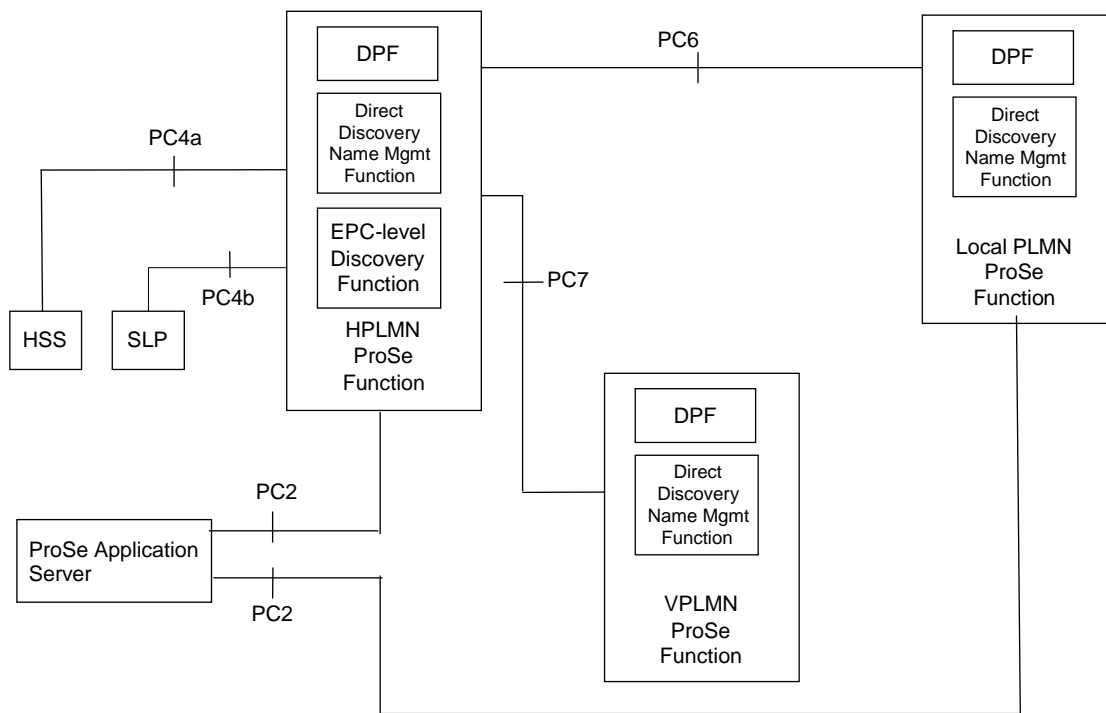 DPF
Direct
Discovery
Name Mgmt
Function
EPC-level
Discovery
Function
HPLMN
ProSe
Function
PC6
DPF
Direct
Discovery
Name Mgmt
Function
Local PLMN
ProSe
Function
PC4a
PC4b
HSS
SLP
PC7
DPF
Direct
Discovery
Name Mgmt
Function
VPLMN
ProSe
Function
PC2
ProSe Application
Server
PC2